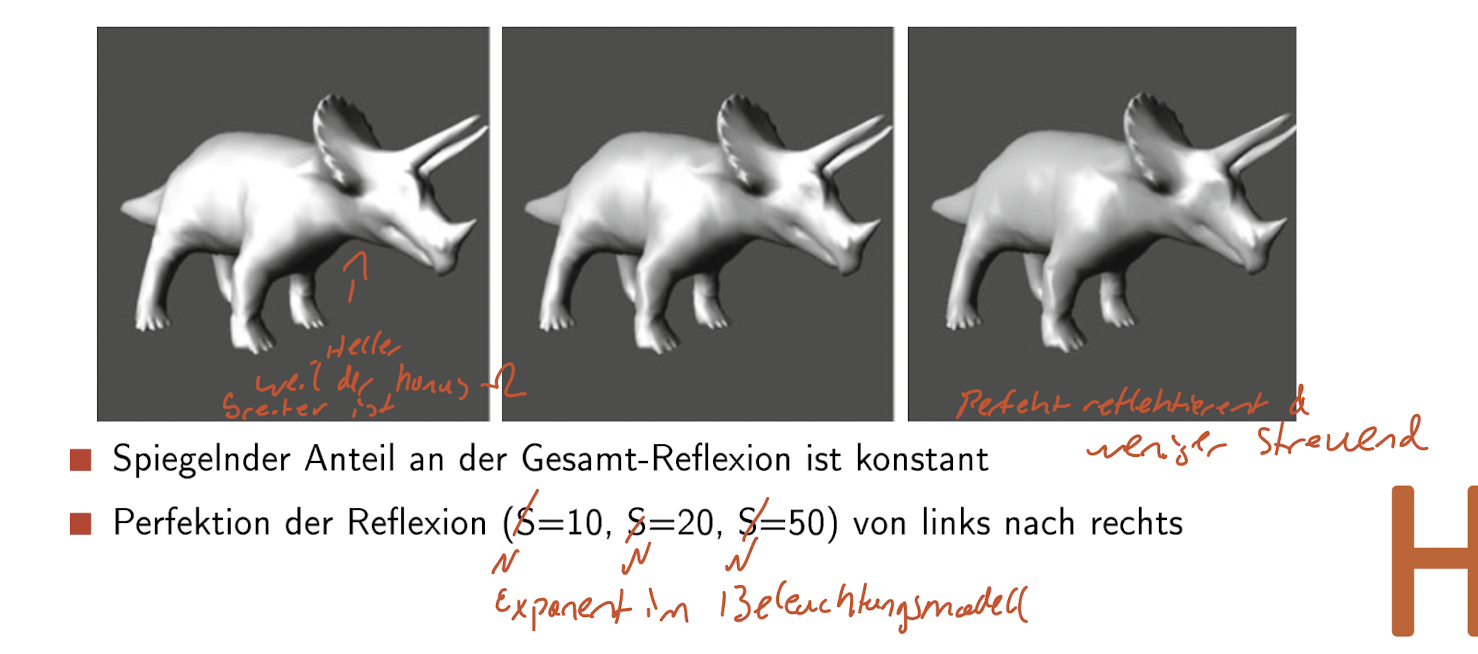 Heller
weil der Konus
breiter ist
Perfekt reflektierent &
weniger streuend
■ Spiegelnder Anteil an der Gesamt-Reflexion ist konstant
■ Perfektion der Reflexion (S=10, S=20, S=50) von links nach rechts
N N N
Exponent im Beleuchtungsmodell
H